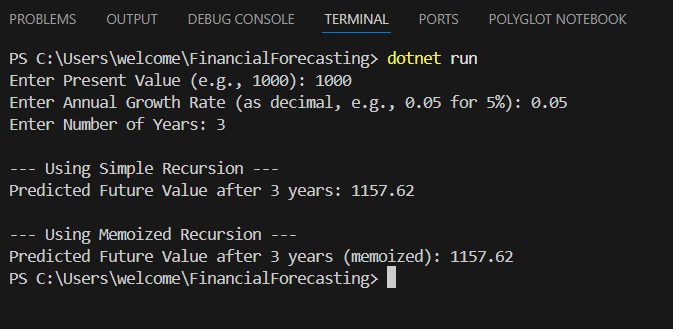 PROBLEMS OUTPUT DEBUG CONSOLE TERMINAL PORTS POLYGLOT NOTEBOOK
PS C:\Users\welcome\FinancialForecasting> dotnet run
Enter Present Value (e.g., 1000): 1000
Enter Annual Growth Rate (as decimal, e.g., 0.05 for 5%): 0.05
Enter Number of Years: 3
--- Using Simple Recursion ---
Predicted Future Value after 3 years: 1157.62
--- Using Memoized Recursion ---
Predicted Future Value after 3 years (memoized): 1157.62
PS C:\Users\welcome\FinancialForecasting>